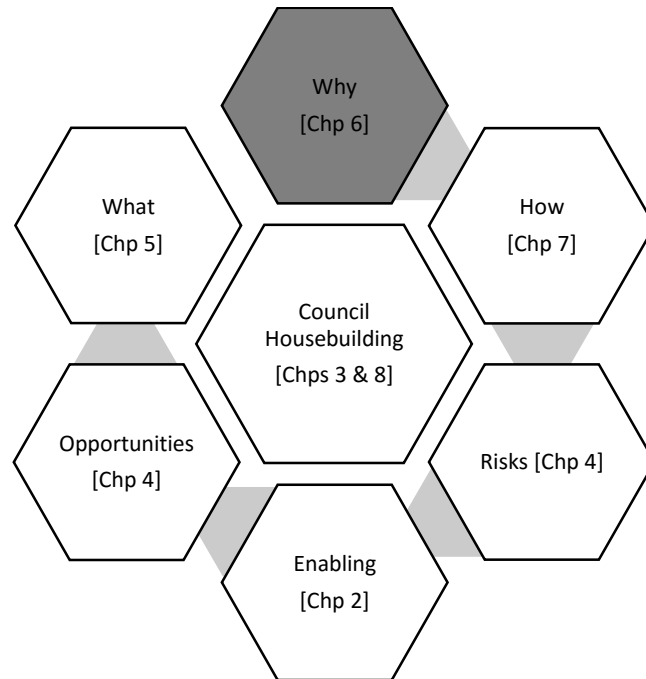 Why
[Chp 6]
What
[Chp 5]
How
[Chp 7]
Council
Housebuilding
[Chps 3 & 8]
Opportunities
[Chp 4]
Risks [Chp 4]
Enabling
[Chp 2]